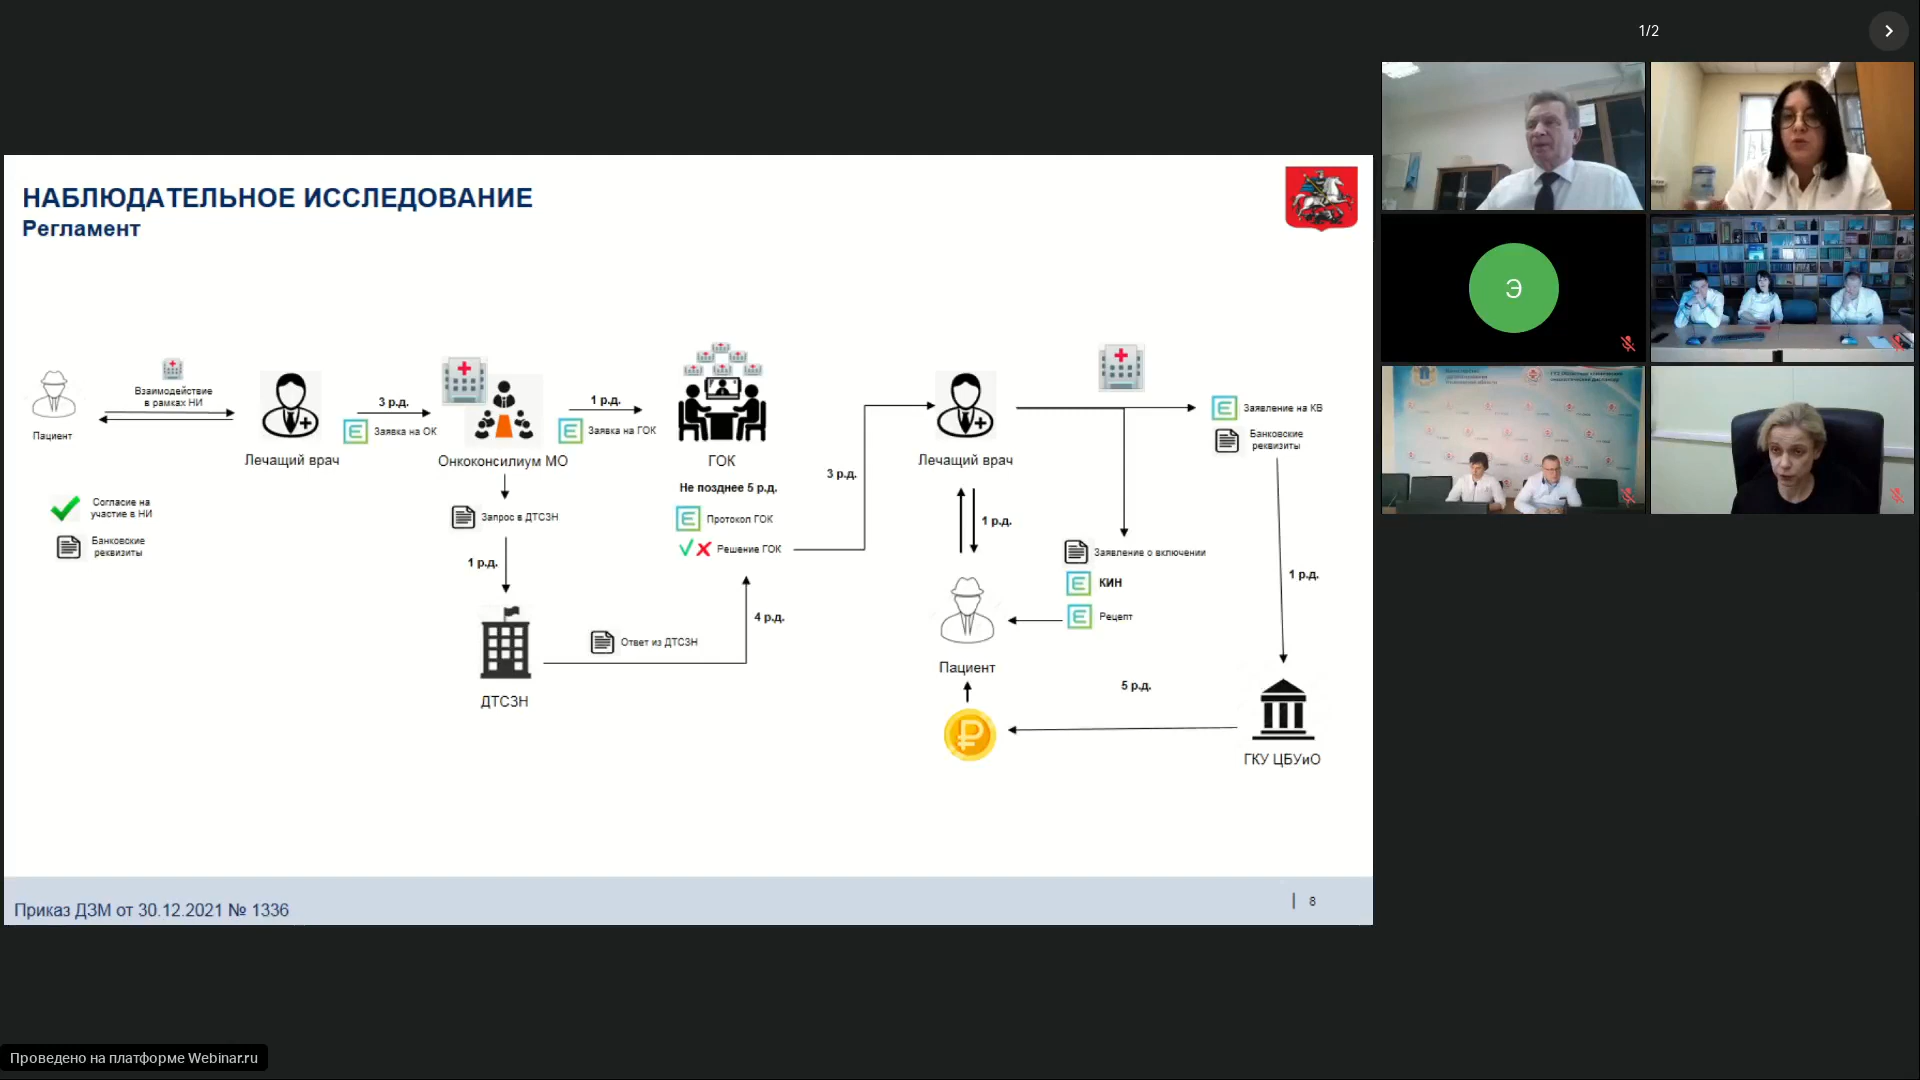 1/2
НАБЛЮДАТЕЛЬНОЕ ИССЛЕДОВАНИЕ
Регламент
Взаимодействие
в рамках НИ
Пациент
Согласие на
участие в НИ
Банковские
реквизиты
Лечащий врач
3 р.д.
Заявка на ОК
Онкоконсилиум МО
Запрос в ДТСЗН
1 р.д.
ДТСЗН
1 р.д.
Заявка на ГОК
ГОК
Не позднее 5 р.д.
Протокол ГОК
Решение ГОК
Ответ из ДТСЗН
4 р.д.
3 р.д.
Лечащий врач
1 р.д.
Пациент
Заявление о включении
КИН
Рецепт
Заявление на КВ
Банковские
реквизиты
1 р.д.
5 р.д.
ГКУ ЦБУиО
Приказ ДЗМ от 30.12.2021 № 1336
8
Э
Проведено на платформе Webinar.ru